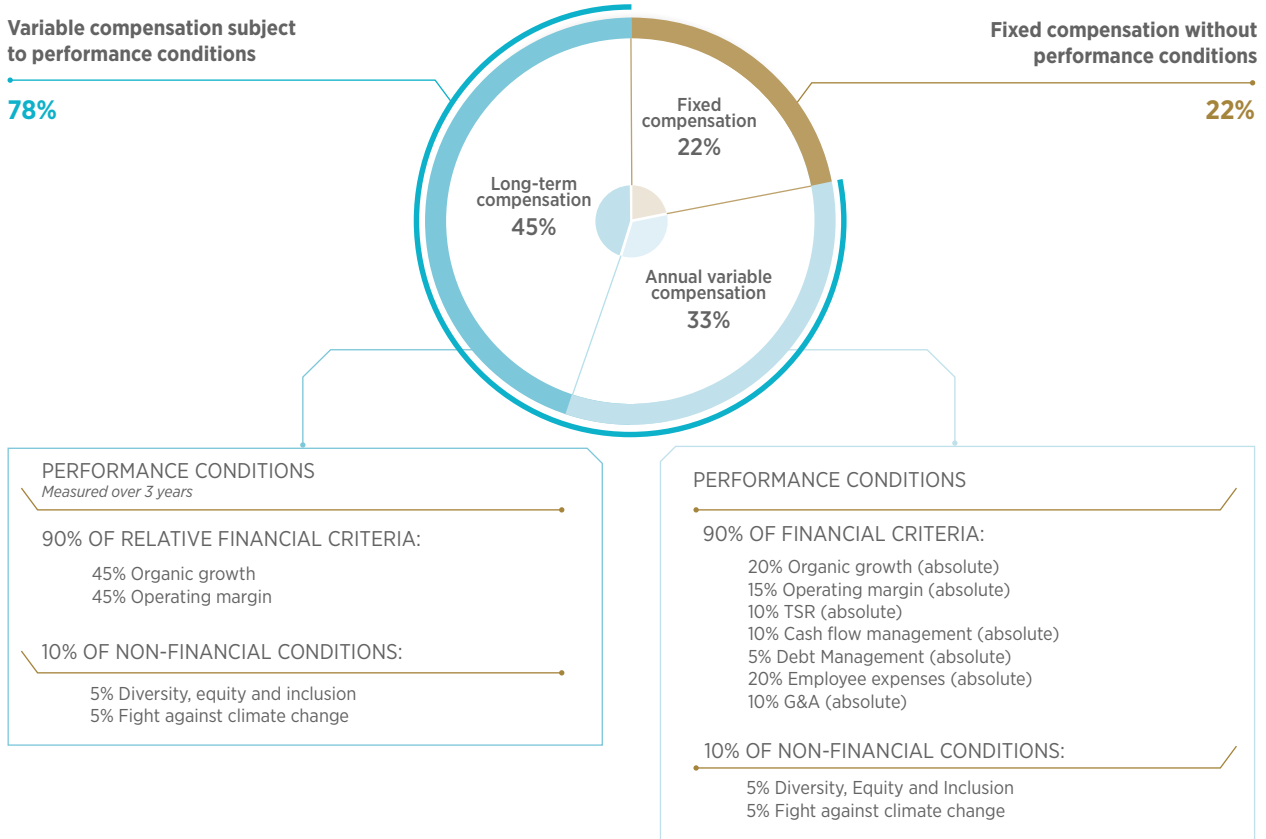 Variable compensation subject
to performance conditions
78%
Fixed compensation without
performance conditions
22%
Fixed
compensation
22%
Long-term
compensation
45%
Annual variable
compensation
33%
PERFORMANCE CONDITIONS
Measured over 3 years
90% OF RELATIVE FINANCIAL CRITERIA:
45% Organic growth
45% Operating margin
10% OF NON-FINANCIAL CONDITIONS:
5% Diversity, equity and inclusion
5% Fight against climate change
PERFORMANCE CONDITIONS
90% OF FINANCIAL CRITERIA:
20% Organic growth (absolute)
15% Operating margin (absolute)
10% TSR (absolute)
10% Cash flow management (absolute)
5% Debt Management (absolute)
20% Employee expenses (absolute)
10% G&A (absolute)
10% OF NON-FINANCIAL CONDITIONS:
5% Diversity, Equity and Inclusion
5% Fight against climate change